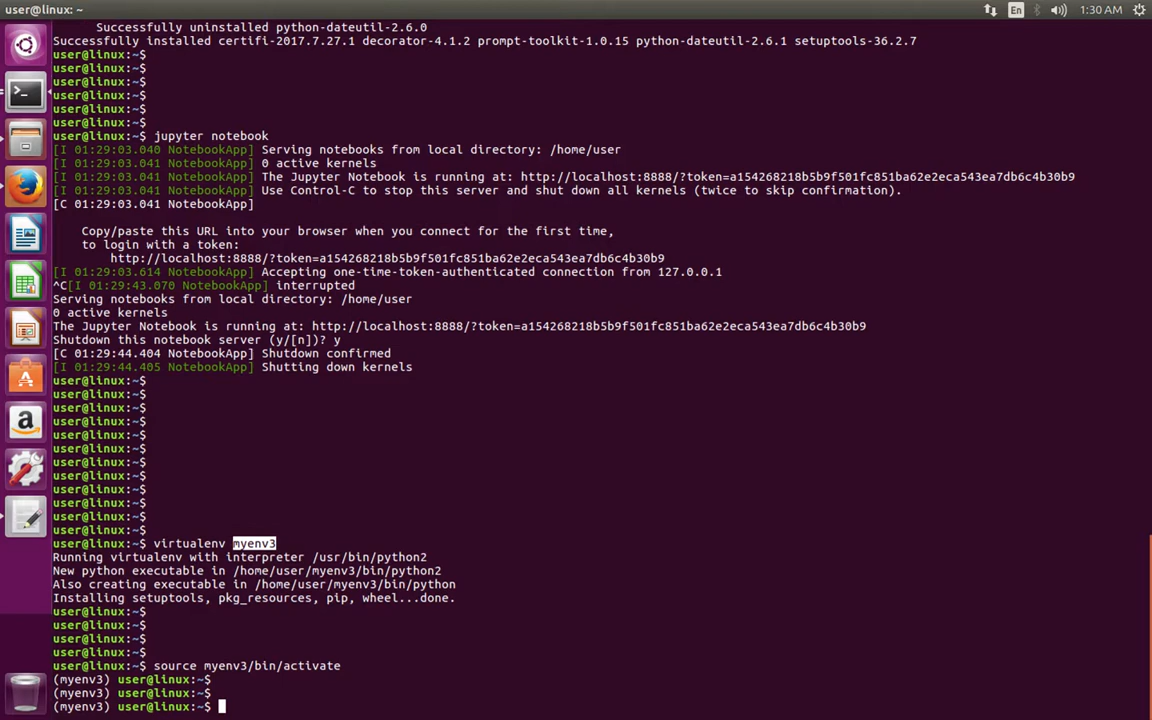 user@linux: ~
En
1:30 AM
Successfully uninstalled python-dateutil-2.6.0
Successfully installed certifi-2017.7.27.1 decorator-4.1.2 prompt-toolkit-1.0.15 python-dateutil-2.6.1 setuptools-36.2.7
user@linux:~$
user@linux:~$
user@linux:~$
user@linux:~$
user@linux:~$
user@linux:~$
user@linux:~$ jupyter notebook
[I 01:29:03.040 NotebookApp] Serving notebooks from local directory: /home/user
[I 01:29:03.041 NotebookApp] 0 active kernels
[I 01:29:03.041 NotebookApp] The Jupyter Notebook is running at: http://localhost:8888/?token=a154268218b5b9f501fc851ba62e2eca543ea7db6c4b30b9
[I 01:29:03.041 NotebookApp] Use Control-C to stop this server and shut down all kernels (twice to skip confirmation).
[C 01:29:03.041 NotebookApp]
Copy/paste this URL into your browser when you connect for the first time,
to login with a token:
http://localhost:8888/?token=a154268218b5b9f501fc851ba62e2eca543ea7db6c4b30b9
[I 01:29:03.614 NotebookApp] Accepting one-time-token-authenticated connection from 127.0.0.1
^C[I 01:29:43.070 NotebookApp] interrupted
Serving notebooks from local directory: /home/user
0 active kernels
The Jupyter Notebook is running at: http://localhost:8888/?token=a154268218b5b9f501fc851ba62e2eca543ea7db6c4b30b9
Shutdown this notebook server (y/[n])? y
[C 01:29:44.404 NotebookApp] Shutdown confirmed
[I 01:29:44.405 NotebookApp] Shutting down kernels
user@linux:~$
user@linux:~$
user@linux:~$
user@linux:~$
user@linux:~$
user@linux:~$
user@linux:~$
user@linux:~$
user@linux:~$
user@linux:~$
user@linux:~$
user@linux:~$
user@linux:~$ virtualenv myenv3
Running virtualenv with interpreter /usr/bin/python2
New python executable in /home/user/myenv3/bin/python2
Also creating executable in /home/user/myenv3/bin/python
Installing setuptools, pkg_resources, pip, wheel...done.
user@linux:~$
user@linux:~$
user@linux:~$
user@linux:~$
user@linux:~$ source myenv3/bin/activate
(myenv3) user@linux:~$
(myenv3) user@linux:~$
(myenv3) user@linux:~$